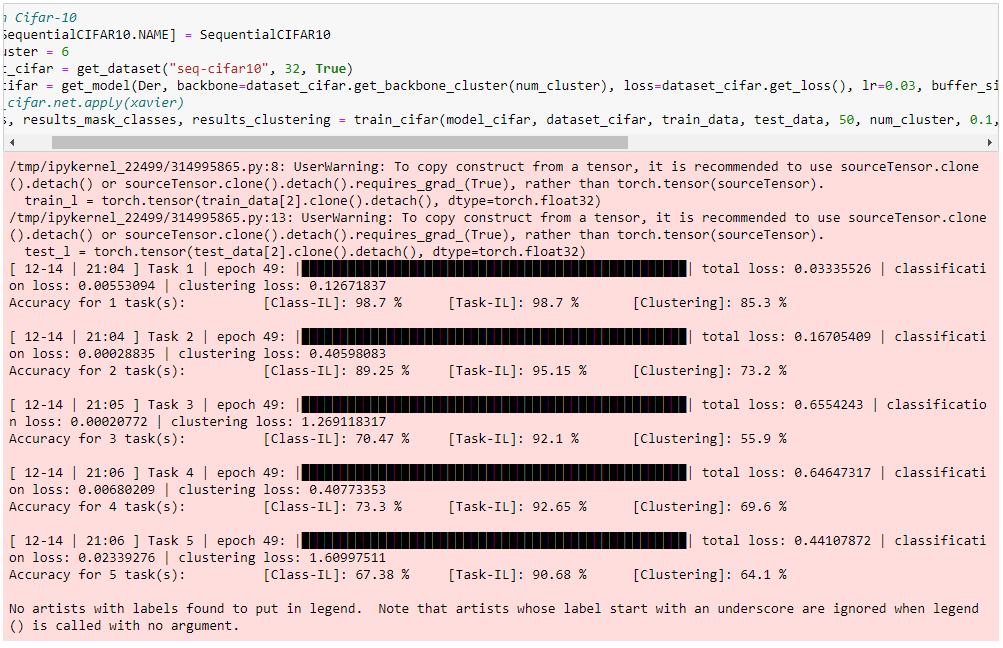 Cifar-10
SequentialCIFAR10.NAME] = SequentialCIFAR10
uster = 6
t_cifar = get_dataset("seq-cifar10", 32, True)
cifar = get_model(Der, backbone=dataset_cifar.get_backbone_cluster(num_cluster), loss=dataset_cifar.get_loss(), lr=0.03, buffer_si
_cifar.net.apply(xavier)
s, results_mask_classes, results_clustering = train_cifar(model_cifar, dataset_cifar, train_data, test_data, 50, num_cluster, 0.1,
/tmp/ipykernel_22499/314995865.py:8: UserWarning: To copy construct from a tensor, it is recommended to use sourceTensor.clone
().detach() or sourceTensor.clone().detach().requires_grad_(True), rather than torch.tensor(sourceTensor).
train_l = torch.tensor(train_data[2].clone().detach(), dtype=torch.float32)
/tmp/ipykernel_22499/314995865.py:13: UserWarning: To copy construct from a tensor, it is recommended to use sourceTensor.clone
().detach() or sourceTensor.clone().detach().requires_grad_(True), rather than torch.tensor(sourceTensor).
test_l = torch.tensor(test_data[2].clone().detach(), dtype=torch.float32)
[ 12-14 | 21:04 ] Task 1 | epoch 49: | | total loss: 0.03335526 | classificati
on loss: 0.00553094 | clustering loss: 0.12671837
Accuracy for 1 task(s): [Class-IL]: 98.7 % [Task-IL]: 98.7 % [Clustering]: 85.3 %
[ 12-14 | 21:04 ] Task 2 | epoch 49: | | total loss: 0.16705409 | classificati
on loss: 0.00028835 | clustering loss: 0.40598083
Accuracy for 2 task(s): [Class-IL]: 89.25 % [Task-IL]: 95.15 % [Clustering]: 73.2 %
[ 12-14 | 21:05 ] Task 3 | epoch 49: | | total loss: 0.6554243 | classificatio
n loss: 0.00020772 | clustering loss: 1.269118317
Accuracy for 3 task(s): [Class-IL]: 70.47 % [Task-IL]: 92.1 % [Clustering]: 55.9 %
[ 12-14 | 21:06 ] Task 4 | epoch 49: | | total loss: 0.64647317 | classificati
on loss: 0.00680209 | clustering loss: 0.40773353
Accuracy for 4 task(s): [Class-IL]: 73.3 % [Task-IL]: 92.65 % [Clustering]: 69.6 %
[ 12-14 | 21:06 ] Task 5 | epoch 49: | | total loss: 0.44107872 | classificati
on loss: 0.02339276 | clustering loss: 1.60997511
Accuracy for 5 task(s): [Class-IL]: 67.38 % [Task-IL]: 90.68 % [Clustering]: 64.1 %
No artists with labels found to put in legend.  Note that artists whose label start with an underscore are ignored when legend
() is called with no argument.